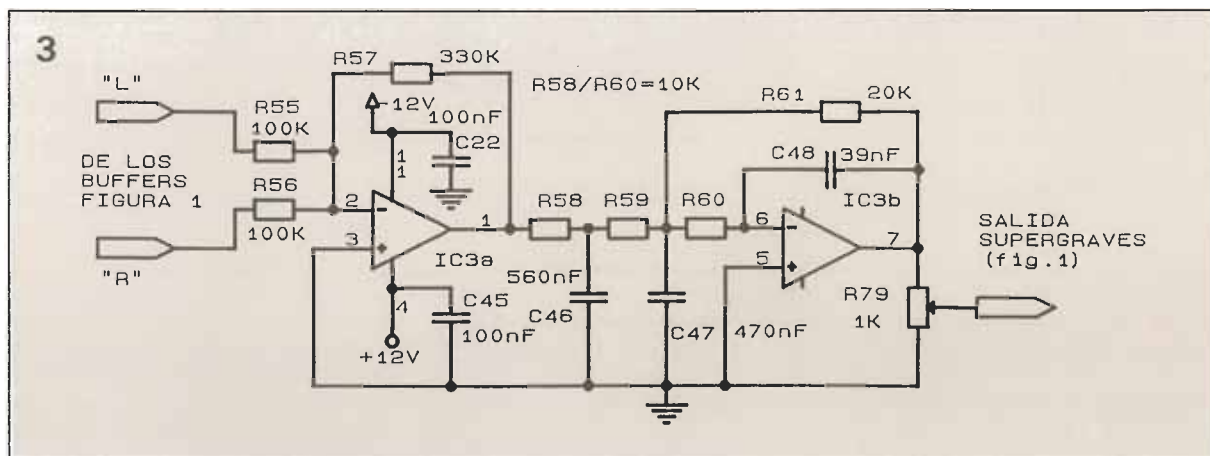 3
R57
330K
R58/R60=10K
R61
20K
"L"
-12V
R55
100nF
100K
C22
C48
39nF
DE LOS
BUFFERS
FIGURA 1
1
1
R56
R58
R59
R60
IC3b
2
1
6
7
SALIDA
SUPERGRAVES
(fig.1)
100K
3
5
"R"
IC3a
560nF
R79
4
C45
C46
C47
470nF
1K
100nF
+12V